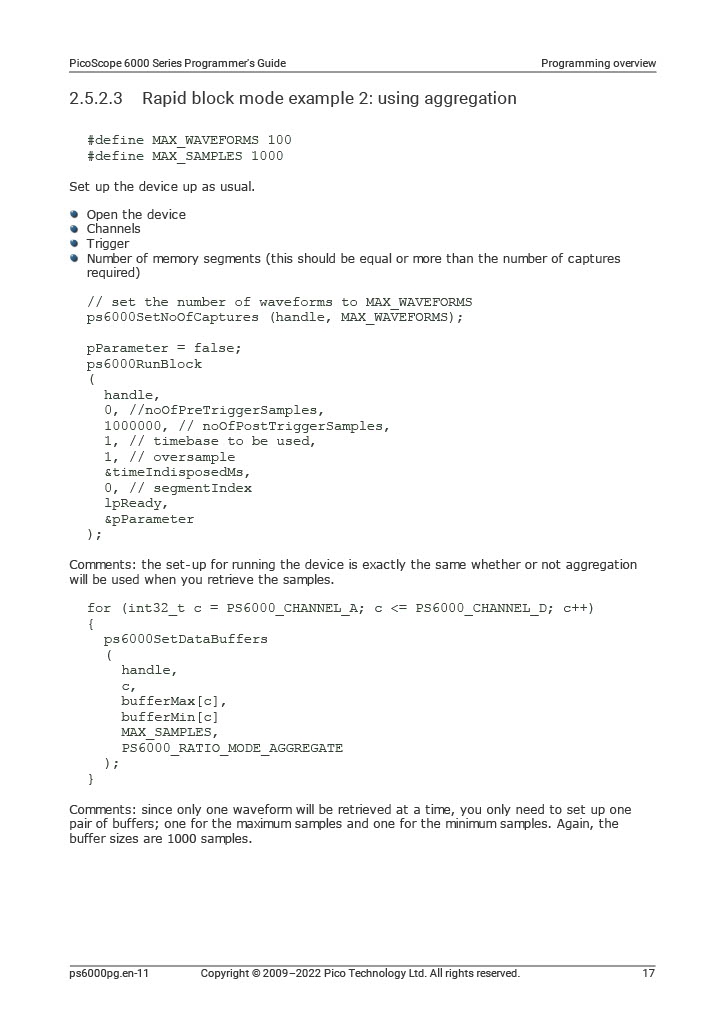 PicoScope 6000 Series Programmer's Guide Programming overview
2.5.2.3 Rapid block mode example 2: using aggregation
#define MAX_WAVEFORMS 100
#define MAX_SAMPLES 1000
Set up the device up as usual.
Open the device
Channels
Trigger
Number of memory segments (this should be equal or more than the number of captures
required)
// set the number of waveforms to MAX_WAVEFORMS
ps6000SetNoOfCaptures (handle, MAX_WAVEFORMS);
pParameter = false;
ps6000RunBlock
(
handle,
0, //noOfPreTriggerSamples,
1000000, // noOfPostTriggerSamples,
1, // timebase to be used,
1, // oversample
&timeIndisposedMs,
0, // segmentIndex
lpReady,
&pParameter
);
Comments: the set-up for running the device is exactly the same whether or not aggregation
will be used when you retrieve the samples.
for (int32_t c = PS6000_CHANNEL_A; c <= PS6000_CHANNEL_D; c++)
{
ps6000SetDataBuffers
(
handle,
c,
bufferMax[c],
bufferMin[c]
MAX_SAMPLES,
PS6000_RATIO_MODE_AGGREGATE
);
}
Comments: since only one waveform will be retrieved at a time, you only need to set up one
pair of buffers; one for the maximum samples and one for the minimum samples. Again, the
buffer sizes are 1000 samples.
ps6000pg.en-11 Copyright © 2009–2022 Pico Technology Ltd. All rights reserved. 17